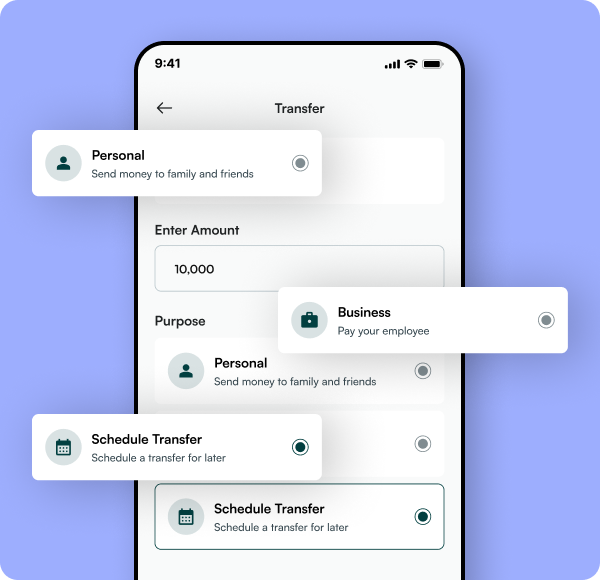 9:41
Transfer
Personal
Send money to family and friends
Enter Amount
10,000
Business
Pay your employee
Purpose
Personal
Send money to family and friends
Schedule Transfer
Schedule a transfer for later
Schedule Transfer
Schedule a transfer for later